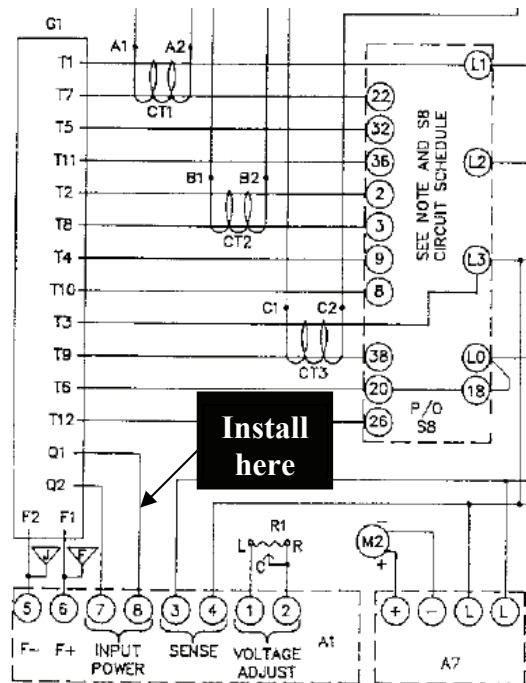 G1
A1 A2
T1 L1
T7 22
CT1
T5 32
T11 36 L2
B1 B2
T2 2
T8 3
CT2
T4 9 L3
T10 8
SEE NOTE AND S8
CIRCUIT SCHEDULE
C1 C2
T3
T9 38 L0
CT3
T6 20 18
P/O
S8
T12 26
Install
here
Q1
Q2
F2 F1
R1
L R
C
J F
M2
+
5 6 7 8 3 4 1 2
+ − L L
F− F+ INPUT POWER SENSE VOLTAGE ADJUST A1
A7